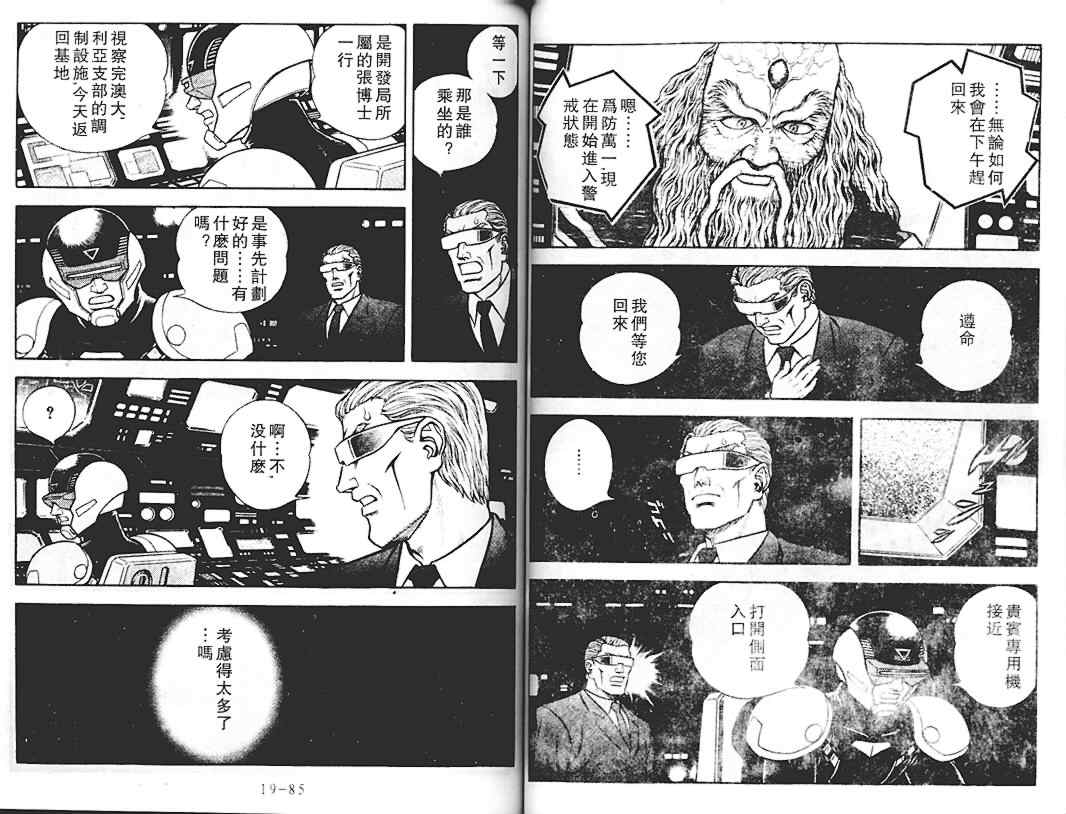 ……無論如何
我會在下午趕
回來
嗯……
爲防萬一現
在開始進入警
戒狀態
遵命
我們等您
回來
……
貴賓專用機
接近
打開側面
入口
等一下
那是誰
乘坐的？
是開發局所
屬的張博士
一行
視察完澳大,
利亞支部的調
制設施,今天返
回基地
是事先計劃
好的……有
什麽問題
嗎？
啊…不,
没什麽
？
考慮得太多了
…嗎
01
19-85